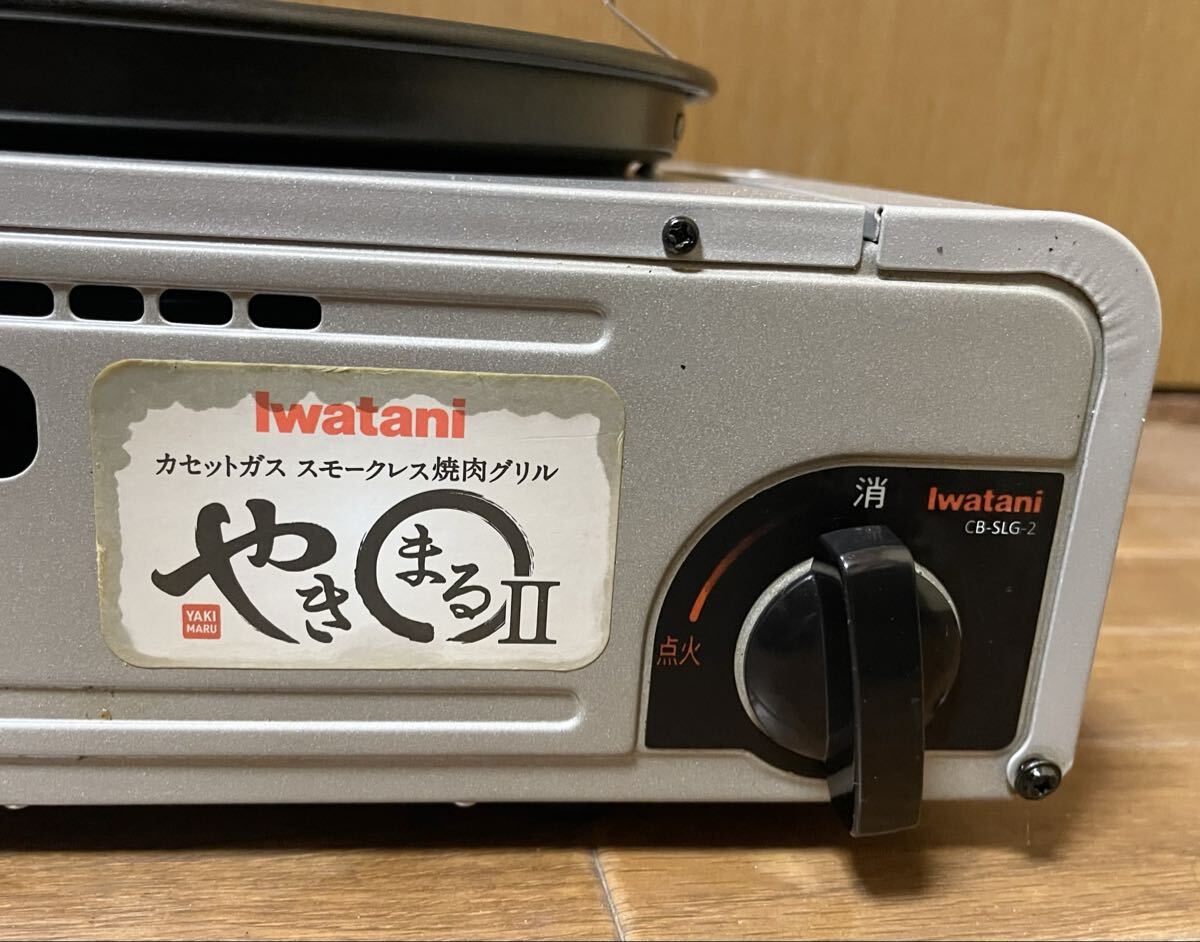 Iwatani
カセットガス スモークレス焼肉グリル
やきまるII
YAKI
MARU
消
Iwatani
CB-SLG-2
点火